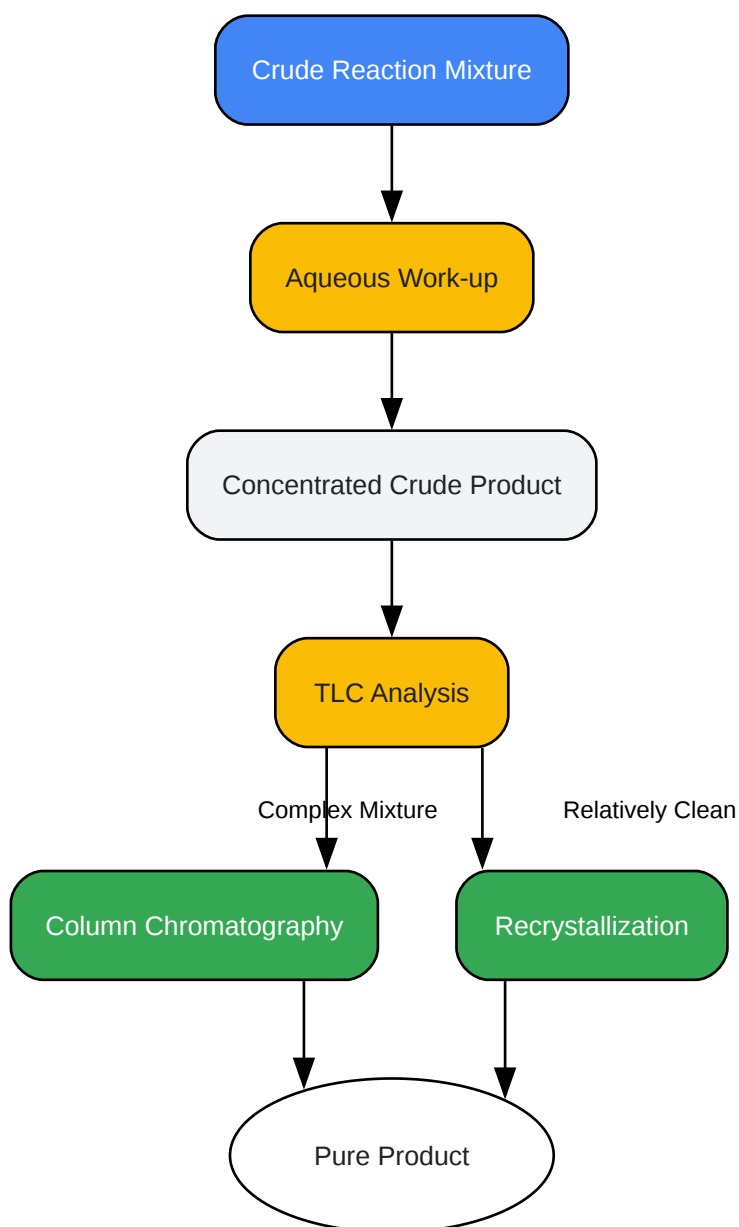 Crude Reaction Mixture
Aqueous Work-up
Concentrated Crude Product
TLC Analysis
Complex Mixture
Relatively Clean
Column Chromatography
Recrystallization
Pure Product